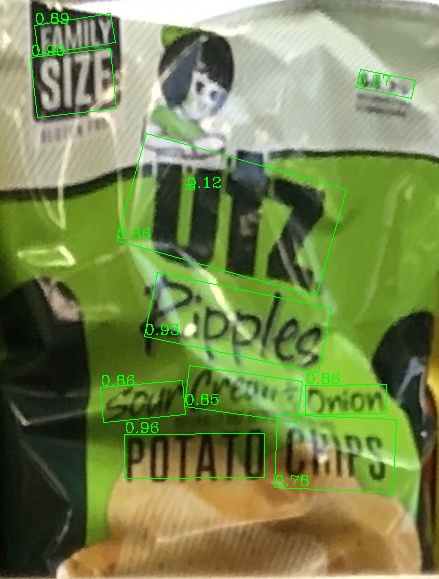 FAMILY
SIZE
UTZ
Ripples
Sour Cream & Onion
POTATO CHIPS